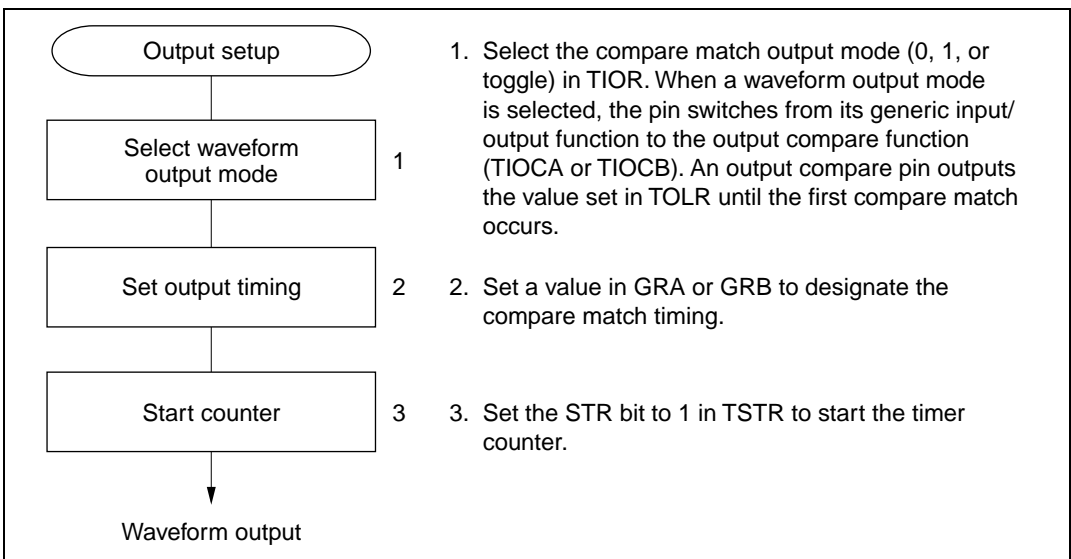 Output setup
Select waveform
output mode
1
Set output timing
2
Start counter
3
Waveform output
1. Select the compare match output mode (0, 1, or
toggle) in TIOR. When a waveform output mode
is selected, the pin switches from its generic input/
output function to the output compare function
(TIOCA or TIOCB). An output compare pin outputs
the value set in TOLR until the first compare match
occurs.
2. Set a value in GRA or GRB to designate the
compare match timing.
3. Set the STR bit to 1 in TSTR to start the timer
counter.